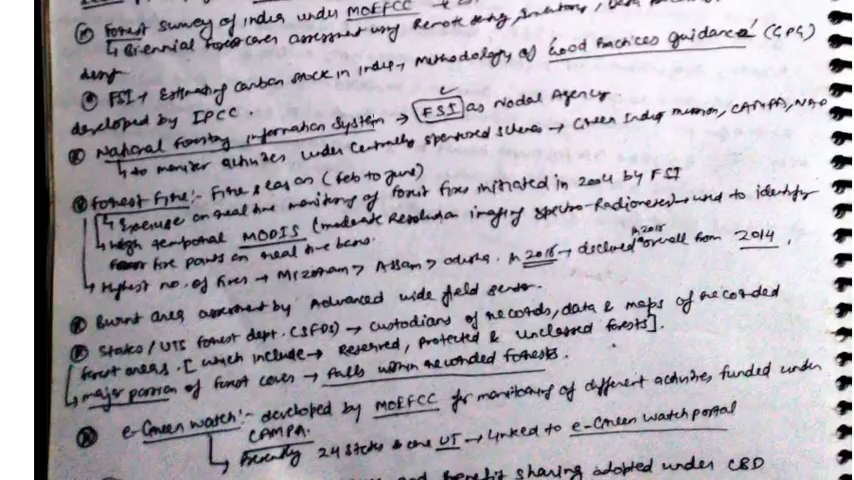 Forest Survey of India under MOEFCC
↳ Biennial forest cover assessment using Remote sensing, Inventory,
FSI → Estimating carbon stock in India, Methodology of 'Good Practices guidance' (GPG)
developed by IPCC.
National Forestry Information System → FSI as Nodal Agency
↳ to monitor activities under Centrally sponsored schemes → Green India mission, CAMPA, NAP
Forest Fire:- Fire season (Feb to June)
↳ Exercise on real time monitoring of forest fires initiated in 2004 by FSI
↳ High temporal MODIS (moderate Resolution imaging Spectro-Radiometer) → used to identify
fire points on real time basis.
↳ Highest no. of fires → Mizoram > Assam > Odisha. in 2018 → declined in 2018 overall from 2014.
Burnt area assessment by Advanced wide field sensor.
States/UTs forest dept. (SFDs) → custodians of records, data & maps of recorded
forest areas. [which include → Reserved, Protected & unclassed forests].
↳ major portion of forest cover → falls within recorded forests.
e-Green Watch:- developed by MOEFCC for monitoring of different activities funded under
CAMPA.
↳ Presently 24 States & one UT → linked to e-Green Watch portal
and benefit sharing adopted under CBD